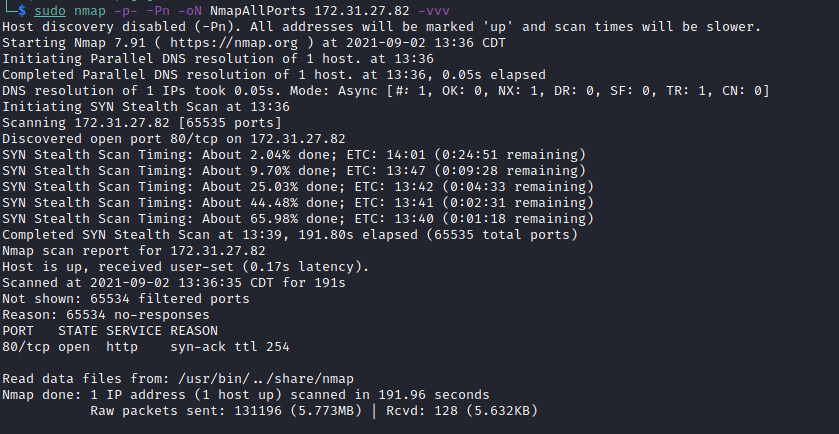 └─$ sudo nmap -p- -Pn -oN NmapAllPorts 172.31.27.82 -vvv
Host discovery disabled (-Pn). All addresses will be marked 'up' and scan times will be slower.
Starting Nmap 7.91 ( https://nmap.org ) at 2021-09-02 13:36 CDT
Initiating Parallel DNS resolution of 1 host. at 13:36
Completed Parallel DNS resolution of 1 host. at 13:36, 0.05s elapsed
DNS resolution of 1 IPs took 0.05s. Mode: Async [#: 1, OK: 0, NX: 1, DR: 0, SF: 0, TR: 1, CN: 0]
Initiating SYN Stealth Scan at 13:36
Scanning 172.31.27.82 [65535 ports]
Discovered open port 80/tcp on 172.31.27.82
SYN Stealth Scan Timing: About 2.04% done; ETC: 14:01 (0:24:51 remaining)
SYN Stealth Scan Timing: About 9.70% done; ETC: 13:47 (0:09:28 remaining)
SYN Stealth Scan Timing: About 25.03% done; ETC: 13:42 (0:04:33 remaining)
SYN Stealth Scan Timing: About 44.48% done; ETC: 13:41 (0:02:31 remaining)
SYN Stealth Scan Timing: About 65.98% done; ETC: 13:40 (0:01:18 remaining)
Completed SYN Stealth Scan at 13:39, 191.80s elapsed (65535 total ports)
Nmap scan report for 172.31.27.82
Host is up, received user-set (0.17s latency).
Scanned at 2021-09-02 13:36:35 CDT for 191s
Not shown: 65534 filtered ports
Reason: 65534 no-responses
PORT   STATE SERVICE REASON
80/tcp open  http    syn-ack ttl 254
Read data files from: /usr/bin/../share/nmap
Nmap done: 1 IP address (1 host up) scanned in 191.96 seconds
Raw packets sent: 131196 (5.773MB) | Rcvd: 128 (5.632KB)